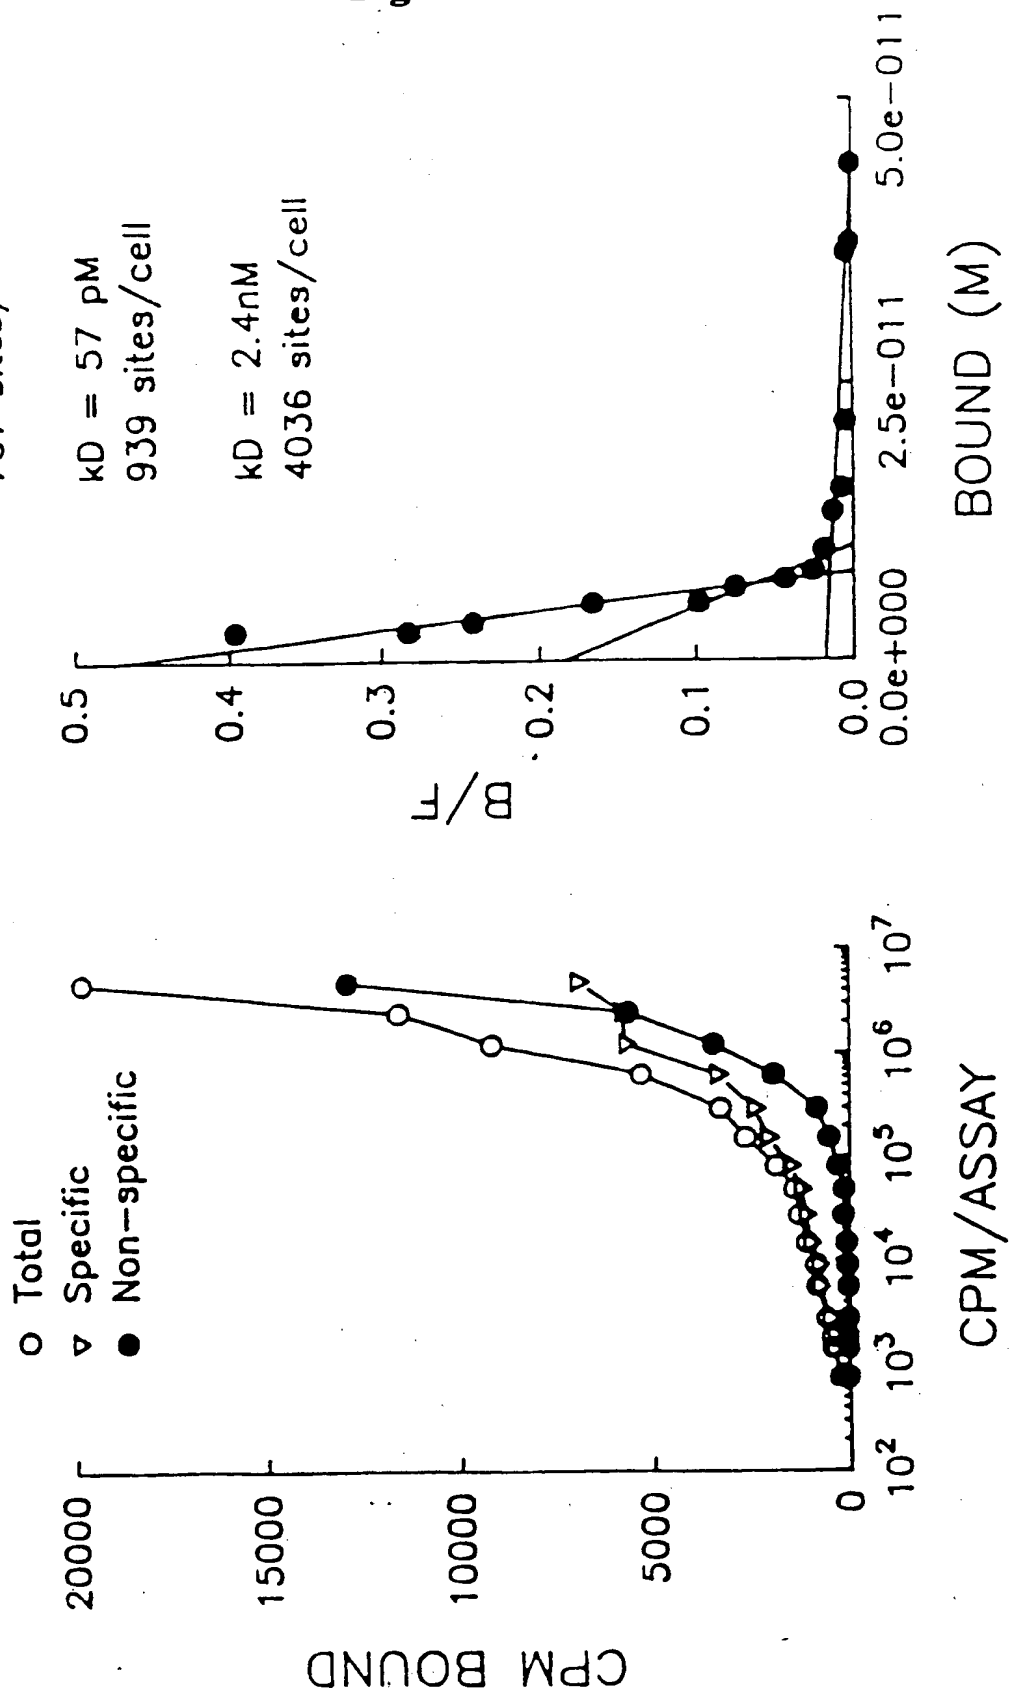 O Total
▽ Specific
● Non-specific
20000
15000
10000
5000
0
CPM BOUND
10² 10³ 10⁴ 10⁵ 10⁶ 10⁷
CPM/ASSAY
kD = 57 pM
939 sites/cell
kD = 2.4nM
4036 sites/cell
0.5
0.4
0.3
0.2
0.1
0.0
B/F
0.0e+000 2.5e-011 5.0e-011
BOUND (M)